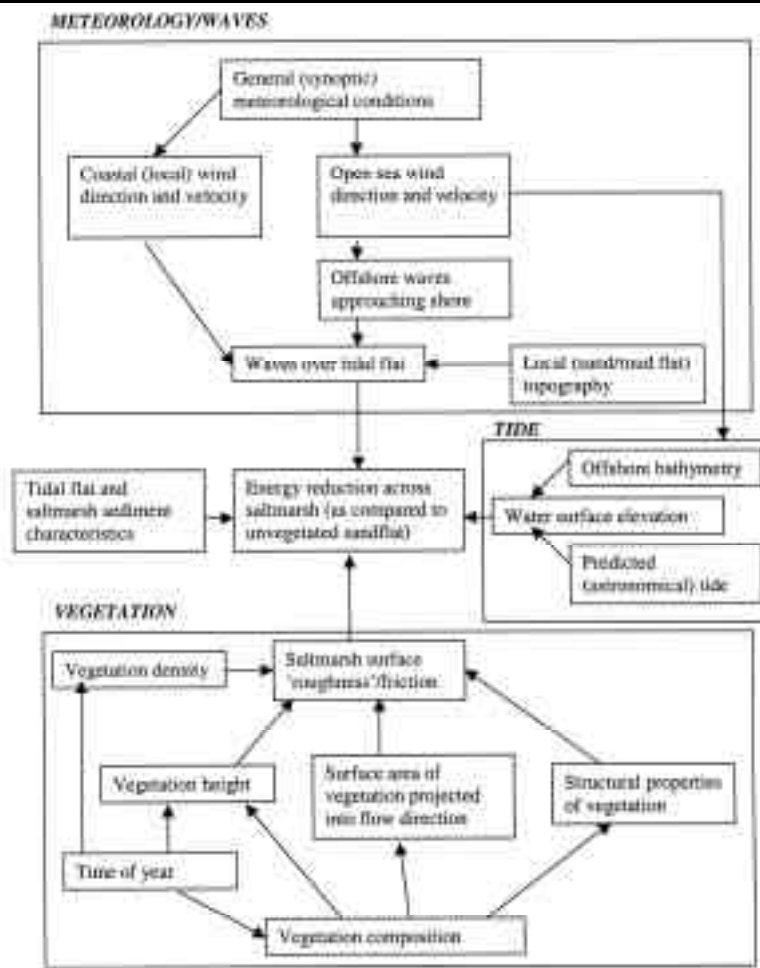 METEOROLOGY/WAVES
General (synoptic)
meteorological conditions
Coastal (local) wind
direction and velocity
Open sea wind
direction and velocity
Offshore waves
approaching shore
Waves over tidal flat
Local (sand/mud flat)
topography
TIDE
Offshore bathymetry
Water surface elevation
Predicted
(astronomical) tide
Tidal flat and
saltmarsh sediment
characteristics
Energy reduction across
saltmarsh (as compared to
unvegetated sandflat)
VEGETATION
Vegetation density
Saltmarsh surface
'roughness'/friction
Vegetation height
Surface area of
vegetation projected
into flow direction
Structural properties
of vegetation
Time of year
Vegetation composition